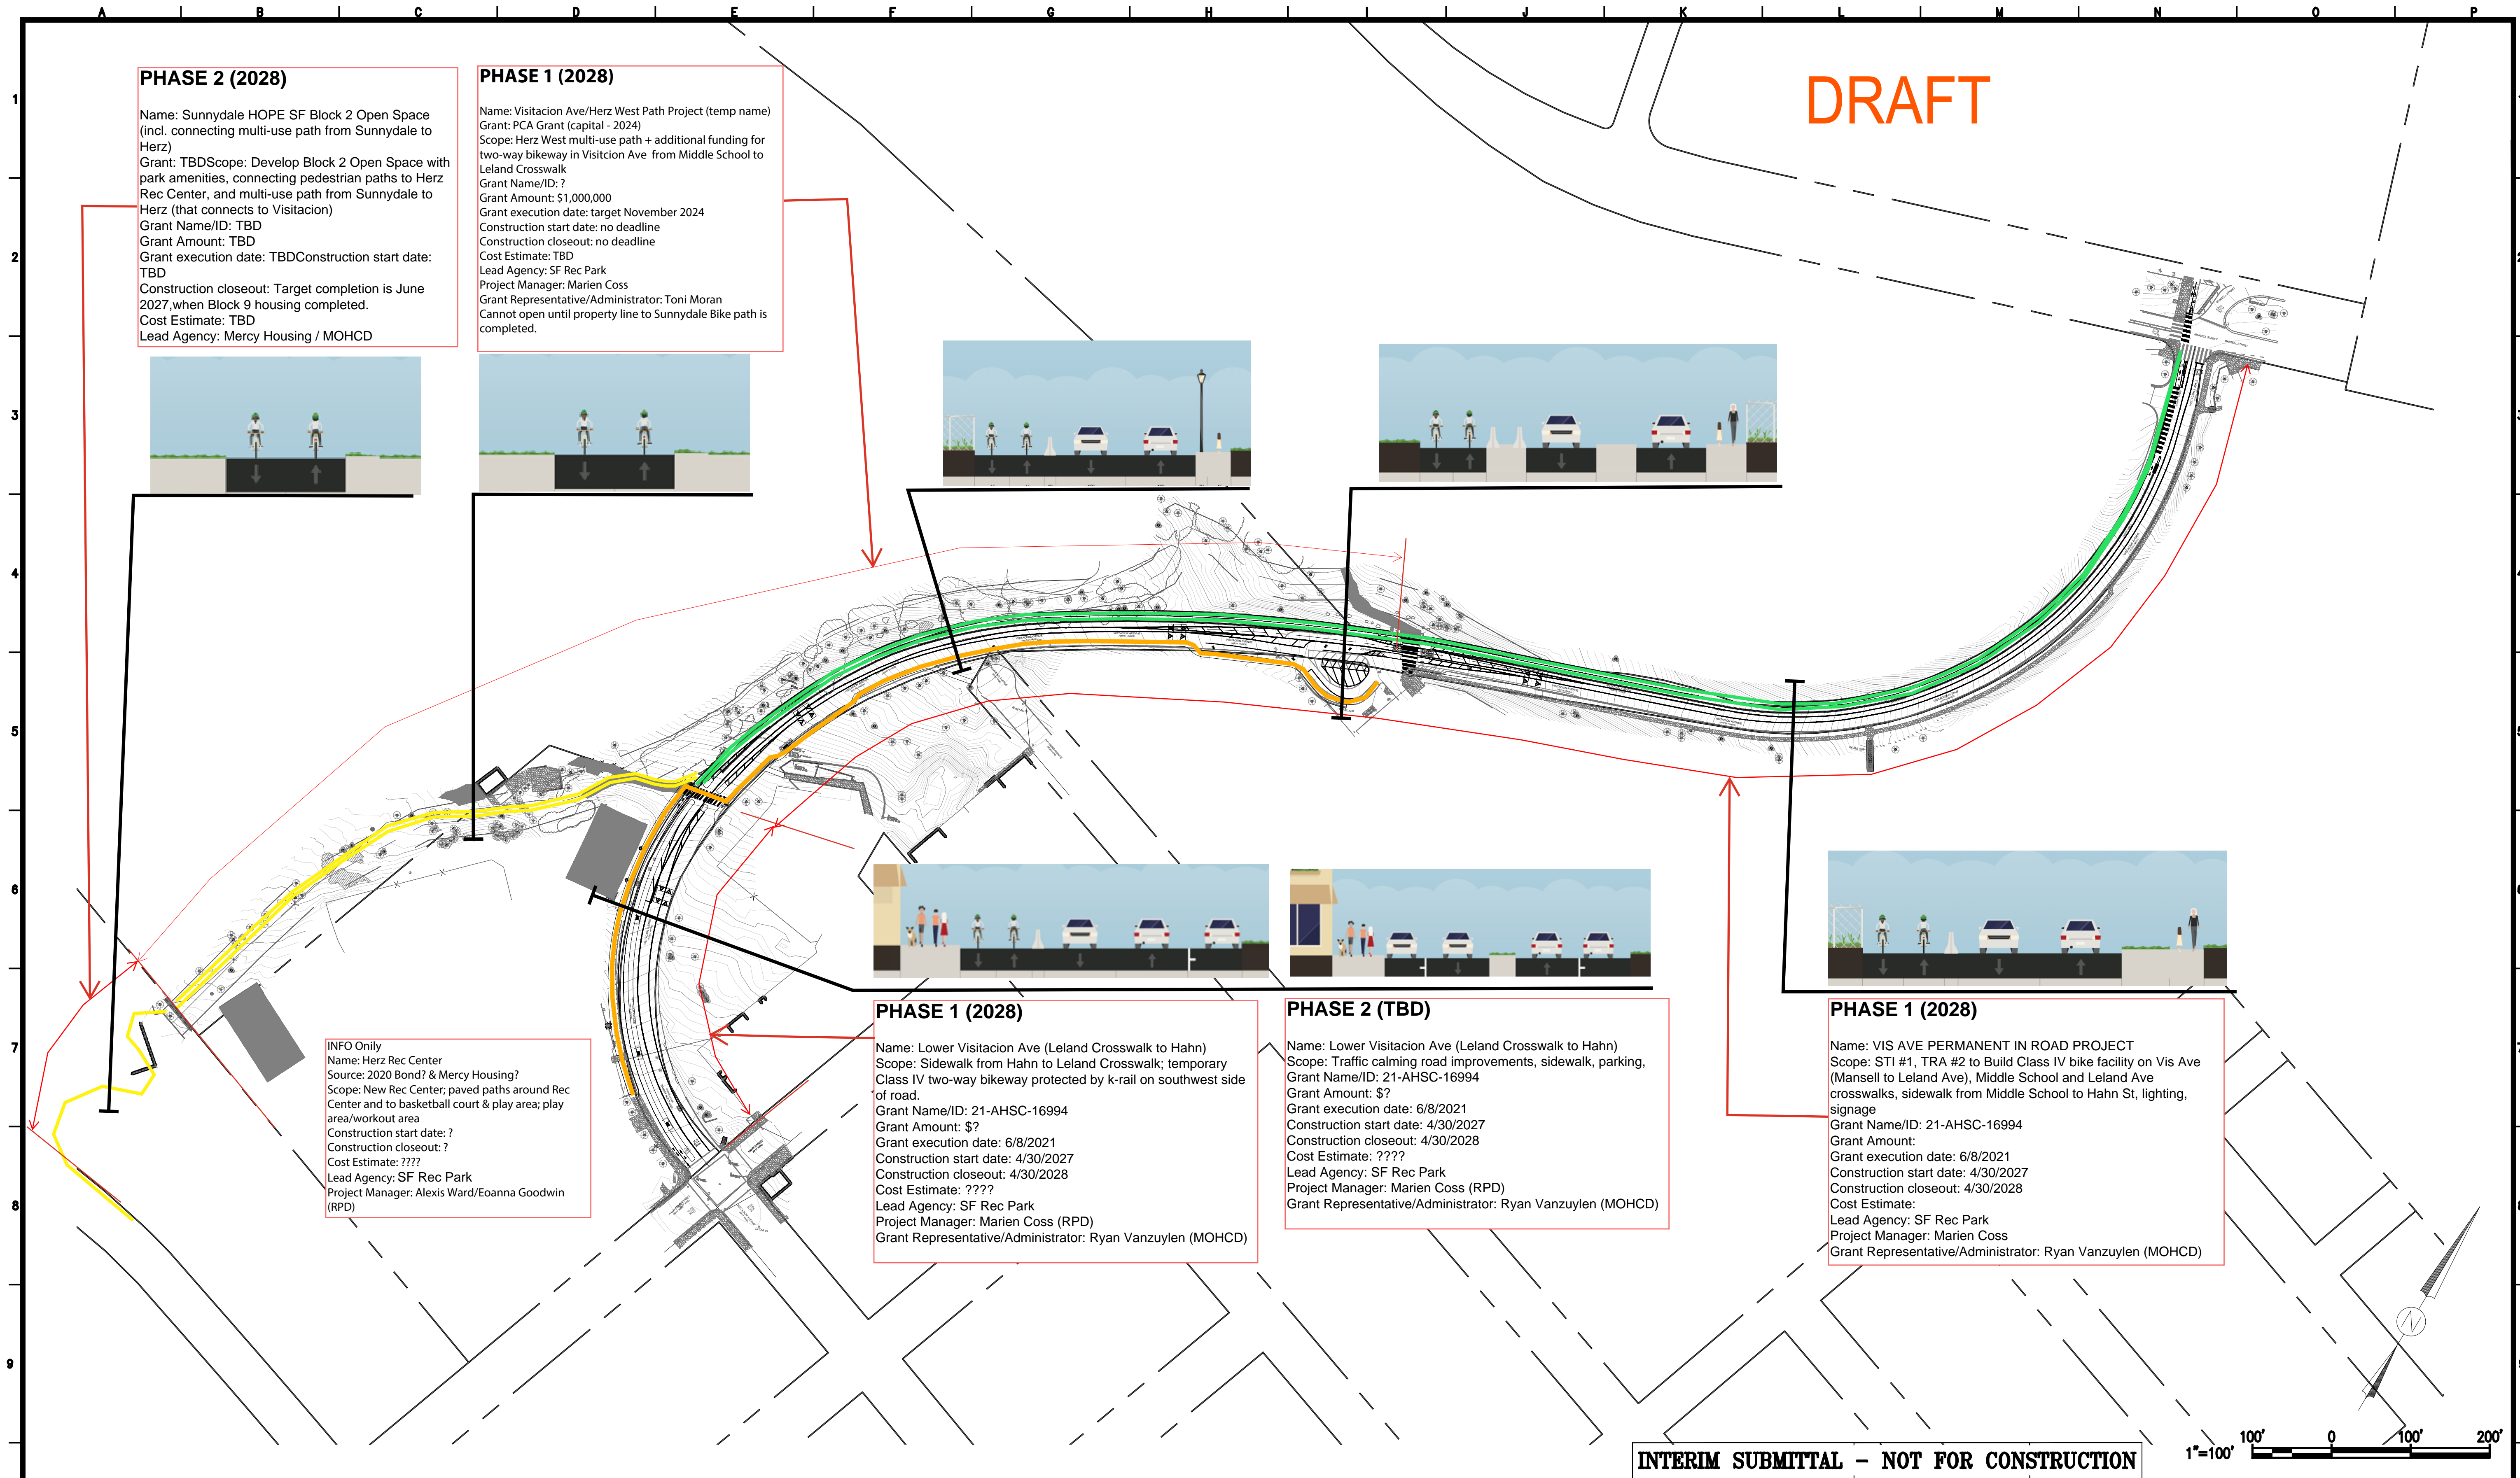 A B C D E F G H I J K L M N O P
1
2
3
4
5
6
7
8
9
DRAFT
PHASE 2 (2028)
Name: Sunnydale HOPE SF Block 2 Open Space
(incl. connecting multi-use path from Sunnydale to
Herz)
Grant: TBDScope: Develop Block 2 Open Space with
park amenities, connecting pedestrian paths to Herz
Rec Center, and multi-use path from Sunnydale to
Herz (that connects to Visitacion)
Grant Name/ID: TBD
Grant Amount: TBD
Grant execution date: TBDConstruction start date:
TBD
Construction closeout: Target completion is June
2027,when Block 9 housing completed.
Cost Estimate: TBD
Lead Agency: Mercy Housing / MOHCD
PHASE 1 (2028)
Name: Visitacion Ave/Herz West Path Project (temp name)
Grant: PCA Grant (capital - 2024)
Scope: Herz West multi-use path + additional funding for
two-way bikeway in Visitcion Ave  from Middle School to
Leland Crosswalk
Grant Name/ID: ?
Grant Amount: $1,000,000
Grant execution date: target November 2024
Construction start date: no deadline
Construction closeout: no deadline
Cost Estimate: TBD
Lead Agency: SF Rec Park
Project Manager: Marien Coss
Grant Representative/Administrator: Toni Moran
Cannot open until property line to Sunnydale Bike path is
completed.
INFO Only
Name: Herz Rec Center
Source: 2020 Bond? & Mercy Housing?
Scope: New Rec Center; paved paths around Rec
Center and to basketball court & play area; play
area/workout area
Construction start date: ?
Construction closeout: ?
Cost Estimate: ????
Lead Agency: SF Rec Park
Project Manager: Alexis Ward/Eoanna Goodwin
(RPD)
PHASE 1 (2028)
Name: Lower Visitacion Ave (Leland Crosswalk to Hahn)
Scope: Sidewalk from Hahn to Leland Crosswalk; temporary
Class IV two-way bikeway protected by k-rail on southwest side
of road.
Grant Name/ID: 21-AHSC-16994
Grant Amount: $?
Grant execution date: 6/8/2021
Construction start date: 4/30/2027
Construction closeout: 4/30/2028
Cost Estimate: ????
Lead Agency: SF Rec Park
Project Manager: Marien Coss (RPD)
Grant Representative/Administrator: Ryan Vanzuylen (MOHCD)
PHASE 2 (TBD)
Name: Lower Visitacion Ave (Leland Crosswalk to Hahn)
Scope: Traffic calming road improvements, sidewalk, parking,
Grant Name/ID: 21-AHSC-16994
Grant Amount: $?
Grant execution date: 6/8/2021
Construction start date: 4/30/2027
Construction closeout: 4/30/2028
Cost Estimate: ????
Lead Agency: SF Rec Park
Project Manager: Marien Coss (RPD)
Grant Representative/Administrator: Ryan Vanzuylen (MOHCD)
PHASE 1 (2028)
Name: VIS AVE PERMANENT IN ROAD PROJECT
Scope: STI #1, TRA #2 to Build Class IV bike facility on Vis Ave
(Mansell to Leland Ave), Middle School and Leland Ave
crosswalks, sidewalk from Middle School to Hahn St, lighting,
signage
Grant Name/ID: 21-AHSC-16994
Grant Amount:
Grant execution date: 6/8/2021
Construction start date: 4/30/2027
Construction closeout: 4/30/2028
Cost Estimate:
Lead Agency: SF Rec Park
Project Manager: Marien Coss
Grant Representative/Administrator: Ryan Vanzuylen (MOHCD)
N
INTERIM SUBMITTAL - NOT FOR CONSTRUCTION
1"=100'
100' 0 100' 200'